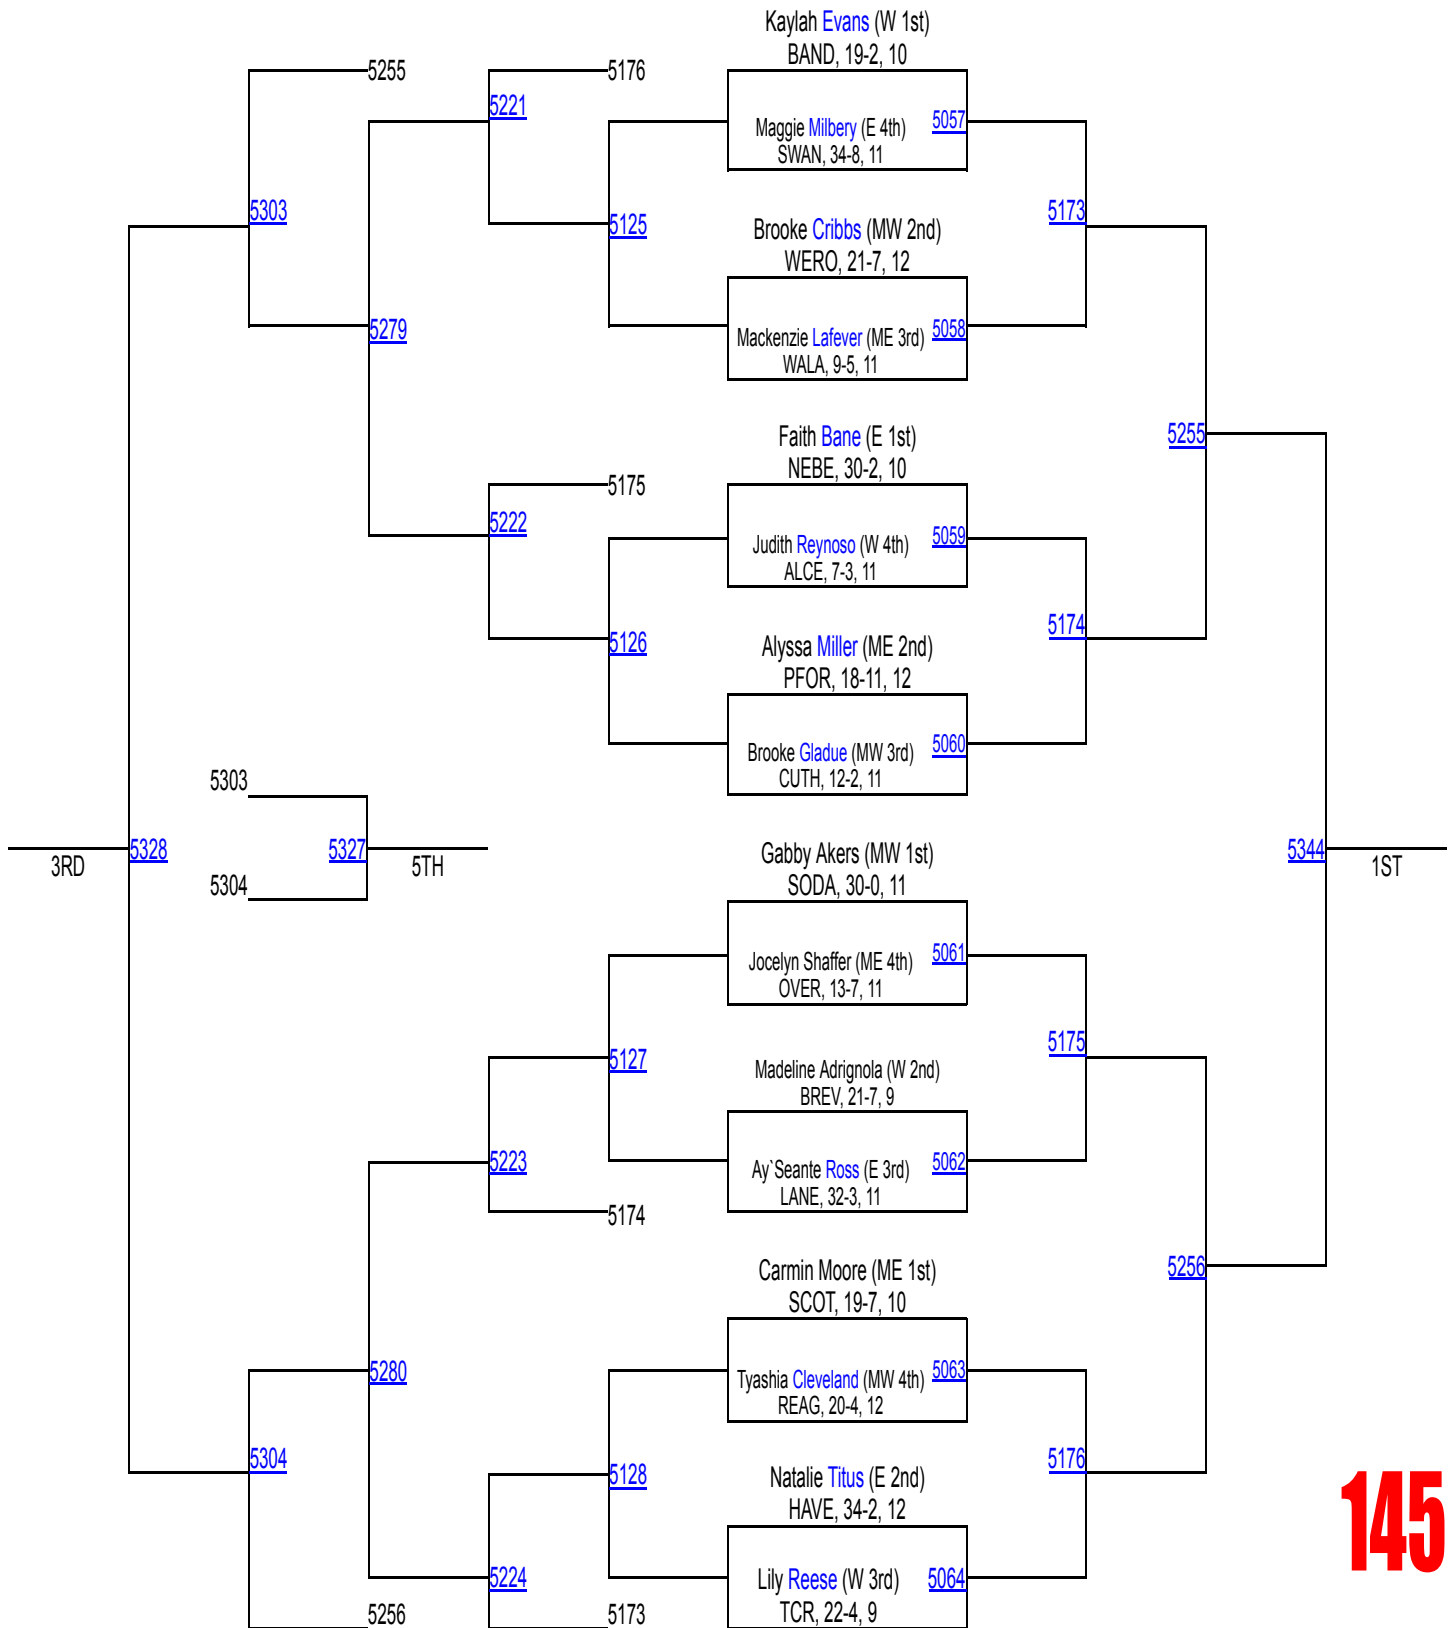 Kaylah Evans (W 1st)
BAND, 19-2, 10
5255
5176
5221
Maggie Milbery (E 4th)
5057
SWAN, 34-8, 11
5303
5125
5173
Brooke Cribbs (MW 2nd)
WERO, 21-7, 12
5279
Mackenzie Lafever (ME 3rd)
5058
WALA, 9-5, 11
Faith Bane (E 1st)
5255
NEBE, 30-2, 10
5175
5222
Judith Reynoso (W 4th)
5059
ALCE, 7-3, 11
5126
5174
Alyssa Miller (ME 2nd)
PFOR, 18-11, 12
Brooke Gladue (MW 3rd)
5060
CUTH, 12-2, 11
5303
5328
5327
5344
3RD
5TH
1ST
Gabby Akers (MW 1st)
5304
SODA, 30-0, 11
Jocelyn Shaffer (ME 4th)
5061
OVER, 13-7, 11
5127
5175
Madeline Adrignola (W 2nd)
BREV, 21-7, 9
5223
Ay`Seante Ross (E 3rd)
5062
LANE, 32-3, 11
5174
Carmin Moore (ME 1st)
5256
SCOT, 19-7, 10
5280
Tyashia Cleveland (MW 4th)
5063
REAG, 20-4, 12
5304
5128
5176
Natalie Titus (E 2nd)
HAVE, 34-2, 12
145
5224
Lily Reese (W 3rd)
5064
TCR, 22-4, 9
5256
5173